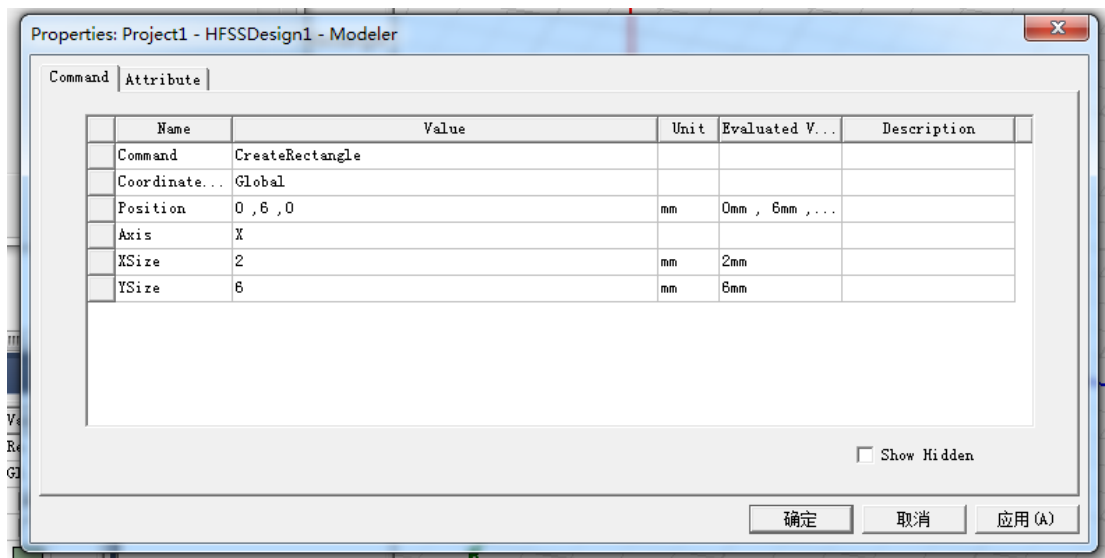 Properties: Project1 - HFSSDesign1 - Modeler
Command Attribute
Name Value Unit Evaluated V... Description
Command CreateRectangle
Coordinate... Global
Position 0 ,6 ,0 mm 0mm , 6mm ,...
Axis X
XSize 2 mm 2mm
YSize 6 mm 6mm
Show Hidden
确定 取消 应用(A)